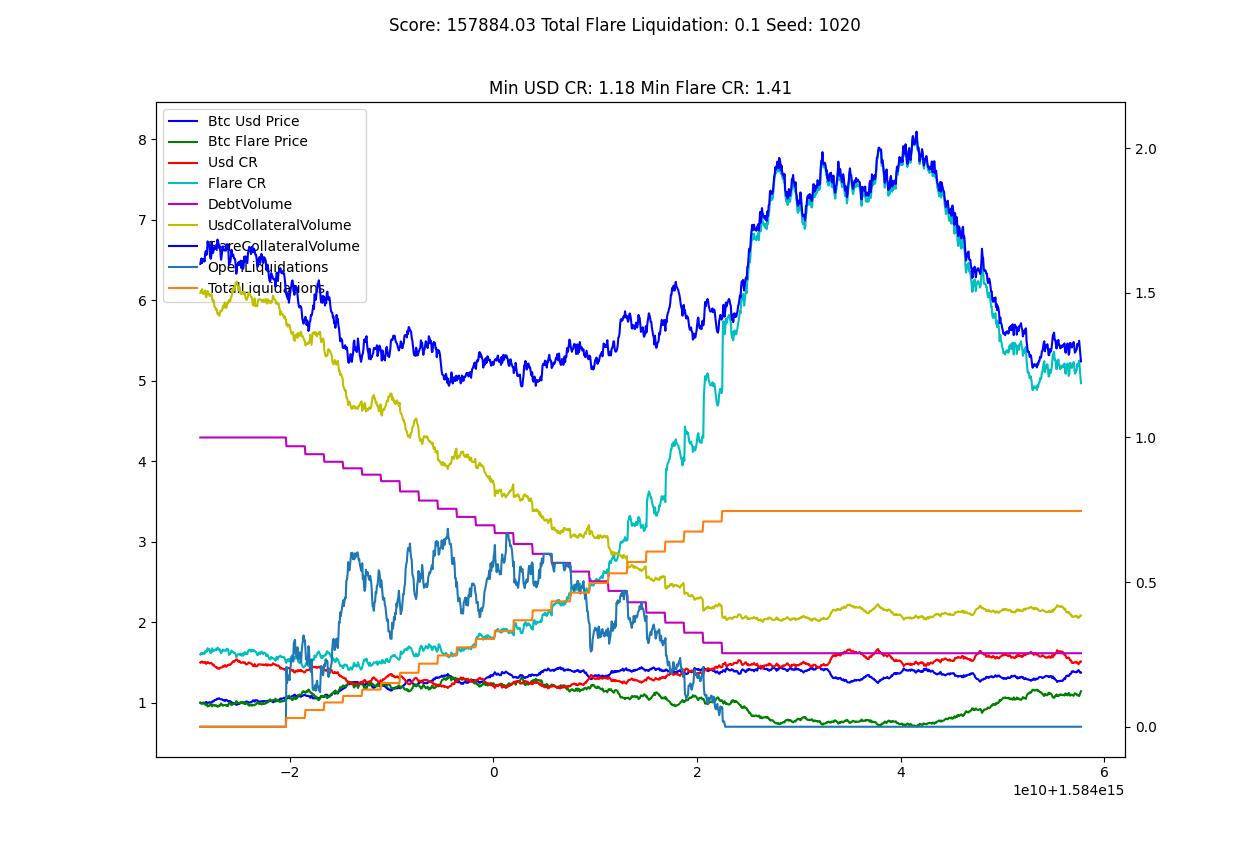 Score: 157884.03 Total Flare Liquidation: 0.1 Seed: 1020
Min USD CR: 1.18 Min Flare CR: 1.41
Btc Usd Price
Btc Flare Price
Usd CR
Flare CR
DebtVolume
UsdCollateralVolume
FlareCollateralVolume
OpenLiquidations
TotalLiquidations
8
7
6
5
4
3
2
1
2.0
1.5
1.0
0.5
0.0
−2
0
2
4
6
1e10+1.584e15